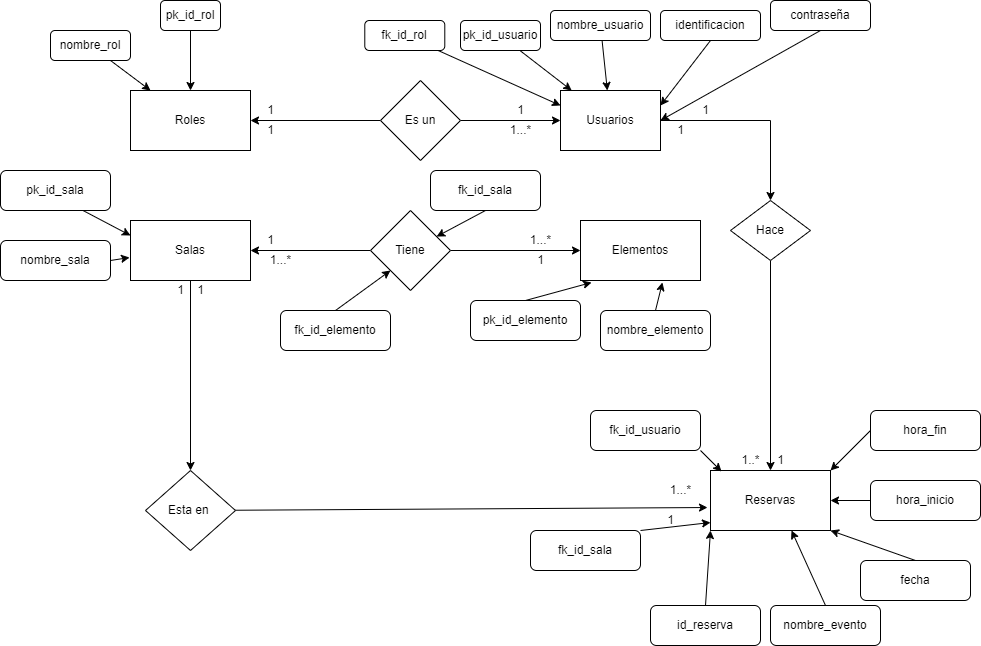 pk_id_rol
contraseña
nombre_usuario
identificacion
fk_id_rol
pk_id_usuario
nombre_rol
Roles
1
1
Es un
1
1...*
Usuarios
1
1
pk_id_sala
fk_id_sala
Hace
Salas
1
1...*
Tiene
1...*
1
Elementos
nombre_sala
1
1
fk_id_elemento
pk_id_elemento
nombre_elemento
fk_id_usuario
hora_fin
1..*
1
1...*
Reservas
hora_inicio
Esta en
1
fk_id_sala
fecha
id_reserva
nombre_evento